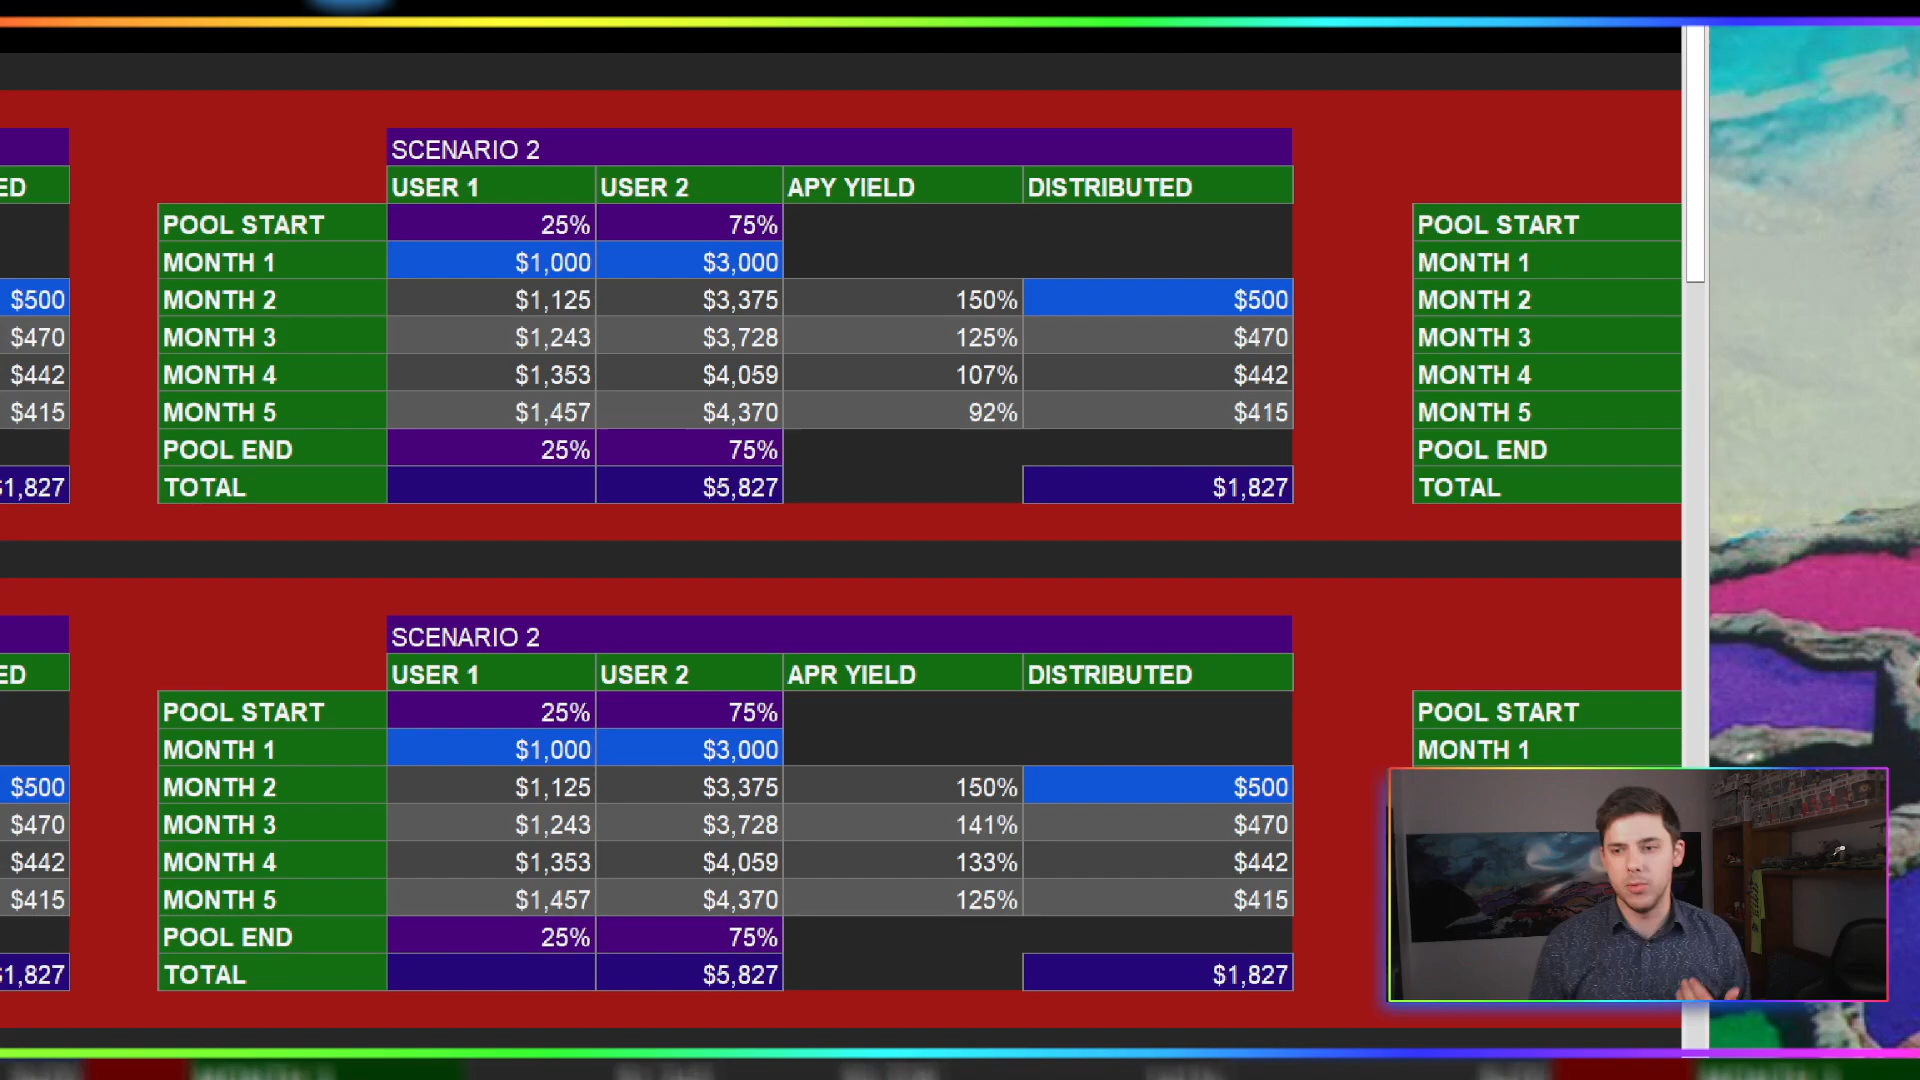 SCENARIO 2
ED USER 1 USER 2 APY YIELD DISTRIBUTED
POOL START 25% 75% POOL START
MONTH 1 $1,000 $3,000 MONTH 1
$500 MONTH 2 $1,125 $3,375 150% $500 MONTH 2
$470 MONTH 3 $1,243 $3,728 125% $470 MONTH 3
$442 MONTH 4 $1,353 $4,059 107% $442 MONTH 4
$415 MONTH 5 $1,457 $4,370 92% $415 MONTH 5
POOL END 25% 75% POOL END
$1,827 TOTAL $5,827 $1,827 TOTAL
SCENARIO 2
ED USER 1 USER 2 APR YIELD DISTRIBUTED
POOL START 25% 75% POOL START
MONTH 1 $1,000 $3,000 MONTH 1
$500 MONTH 2 $1,125 $3,375 150% $500
$470 MONTH 3 $1,243 $3,728 141% $470
$442 MONTH 4 $1,353 $4,059 133% $442
$415 MONTH 5 $1,457 $4,370 125% $415
POOL END 25% 75%
$1,827 TOTAL $5,827 $1,827